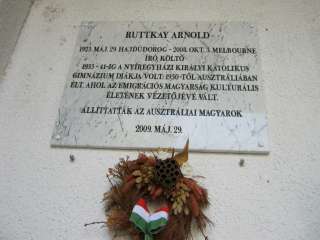 RUTTKAY ARNOLD
1923. MÁJ. 29. HAJDÚDOROG - 2008. OKT. 3. MELBOURNE
ÍRÓ, KÖLTŐ
1935 - 41-IG A NYÍREGYHÁZI KIRÁLYI KATOLIKUS
GIMNÁZIUM DIÁKJA VOLT. 1950-TŐL AUSZTRÁLIÁBAN
ÉLT, AHOL AZ EMIGRÁCIÓS MAGYARSÁG KULTURÁLIS
ÉLETÉNEK VEZETŐJÉVÉ VÁLT.
ÁLLÍTTATTÁK AZ AUSZTRÁLIAI MAGYAROK
2009. MÁJ. 29.